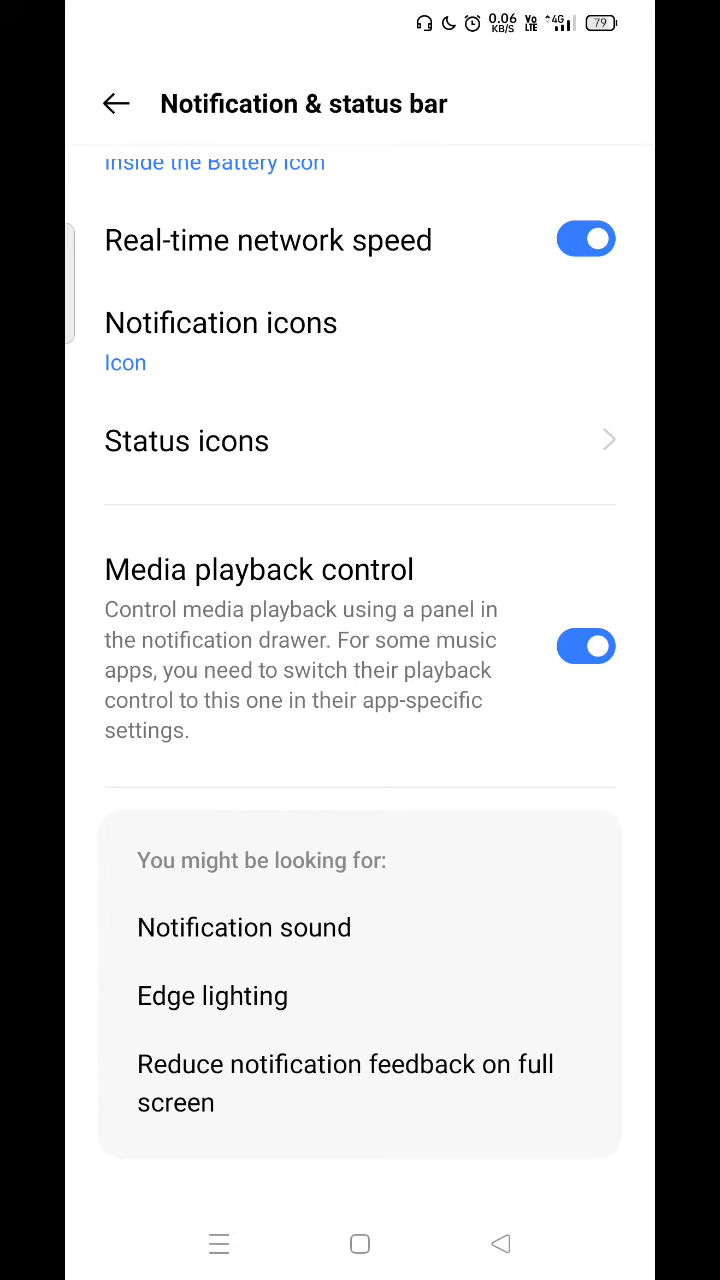 0.06
KB/S
Vo
LTE
4G
79
Notification & status bar
Inside the Battery Icon
Real-time network speed
Notification icons
Icon
Status icons
Media playback control
Control media playback using a panel in
the notification drawer. For some music
apps, you need to switch their playback
control to this one in their app-specific
settings.
You might be looking for:
Notification sound
Edge lighting
Reduce notification feedback on full
screen